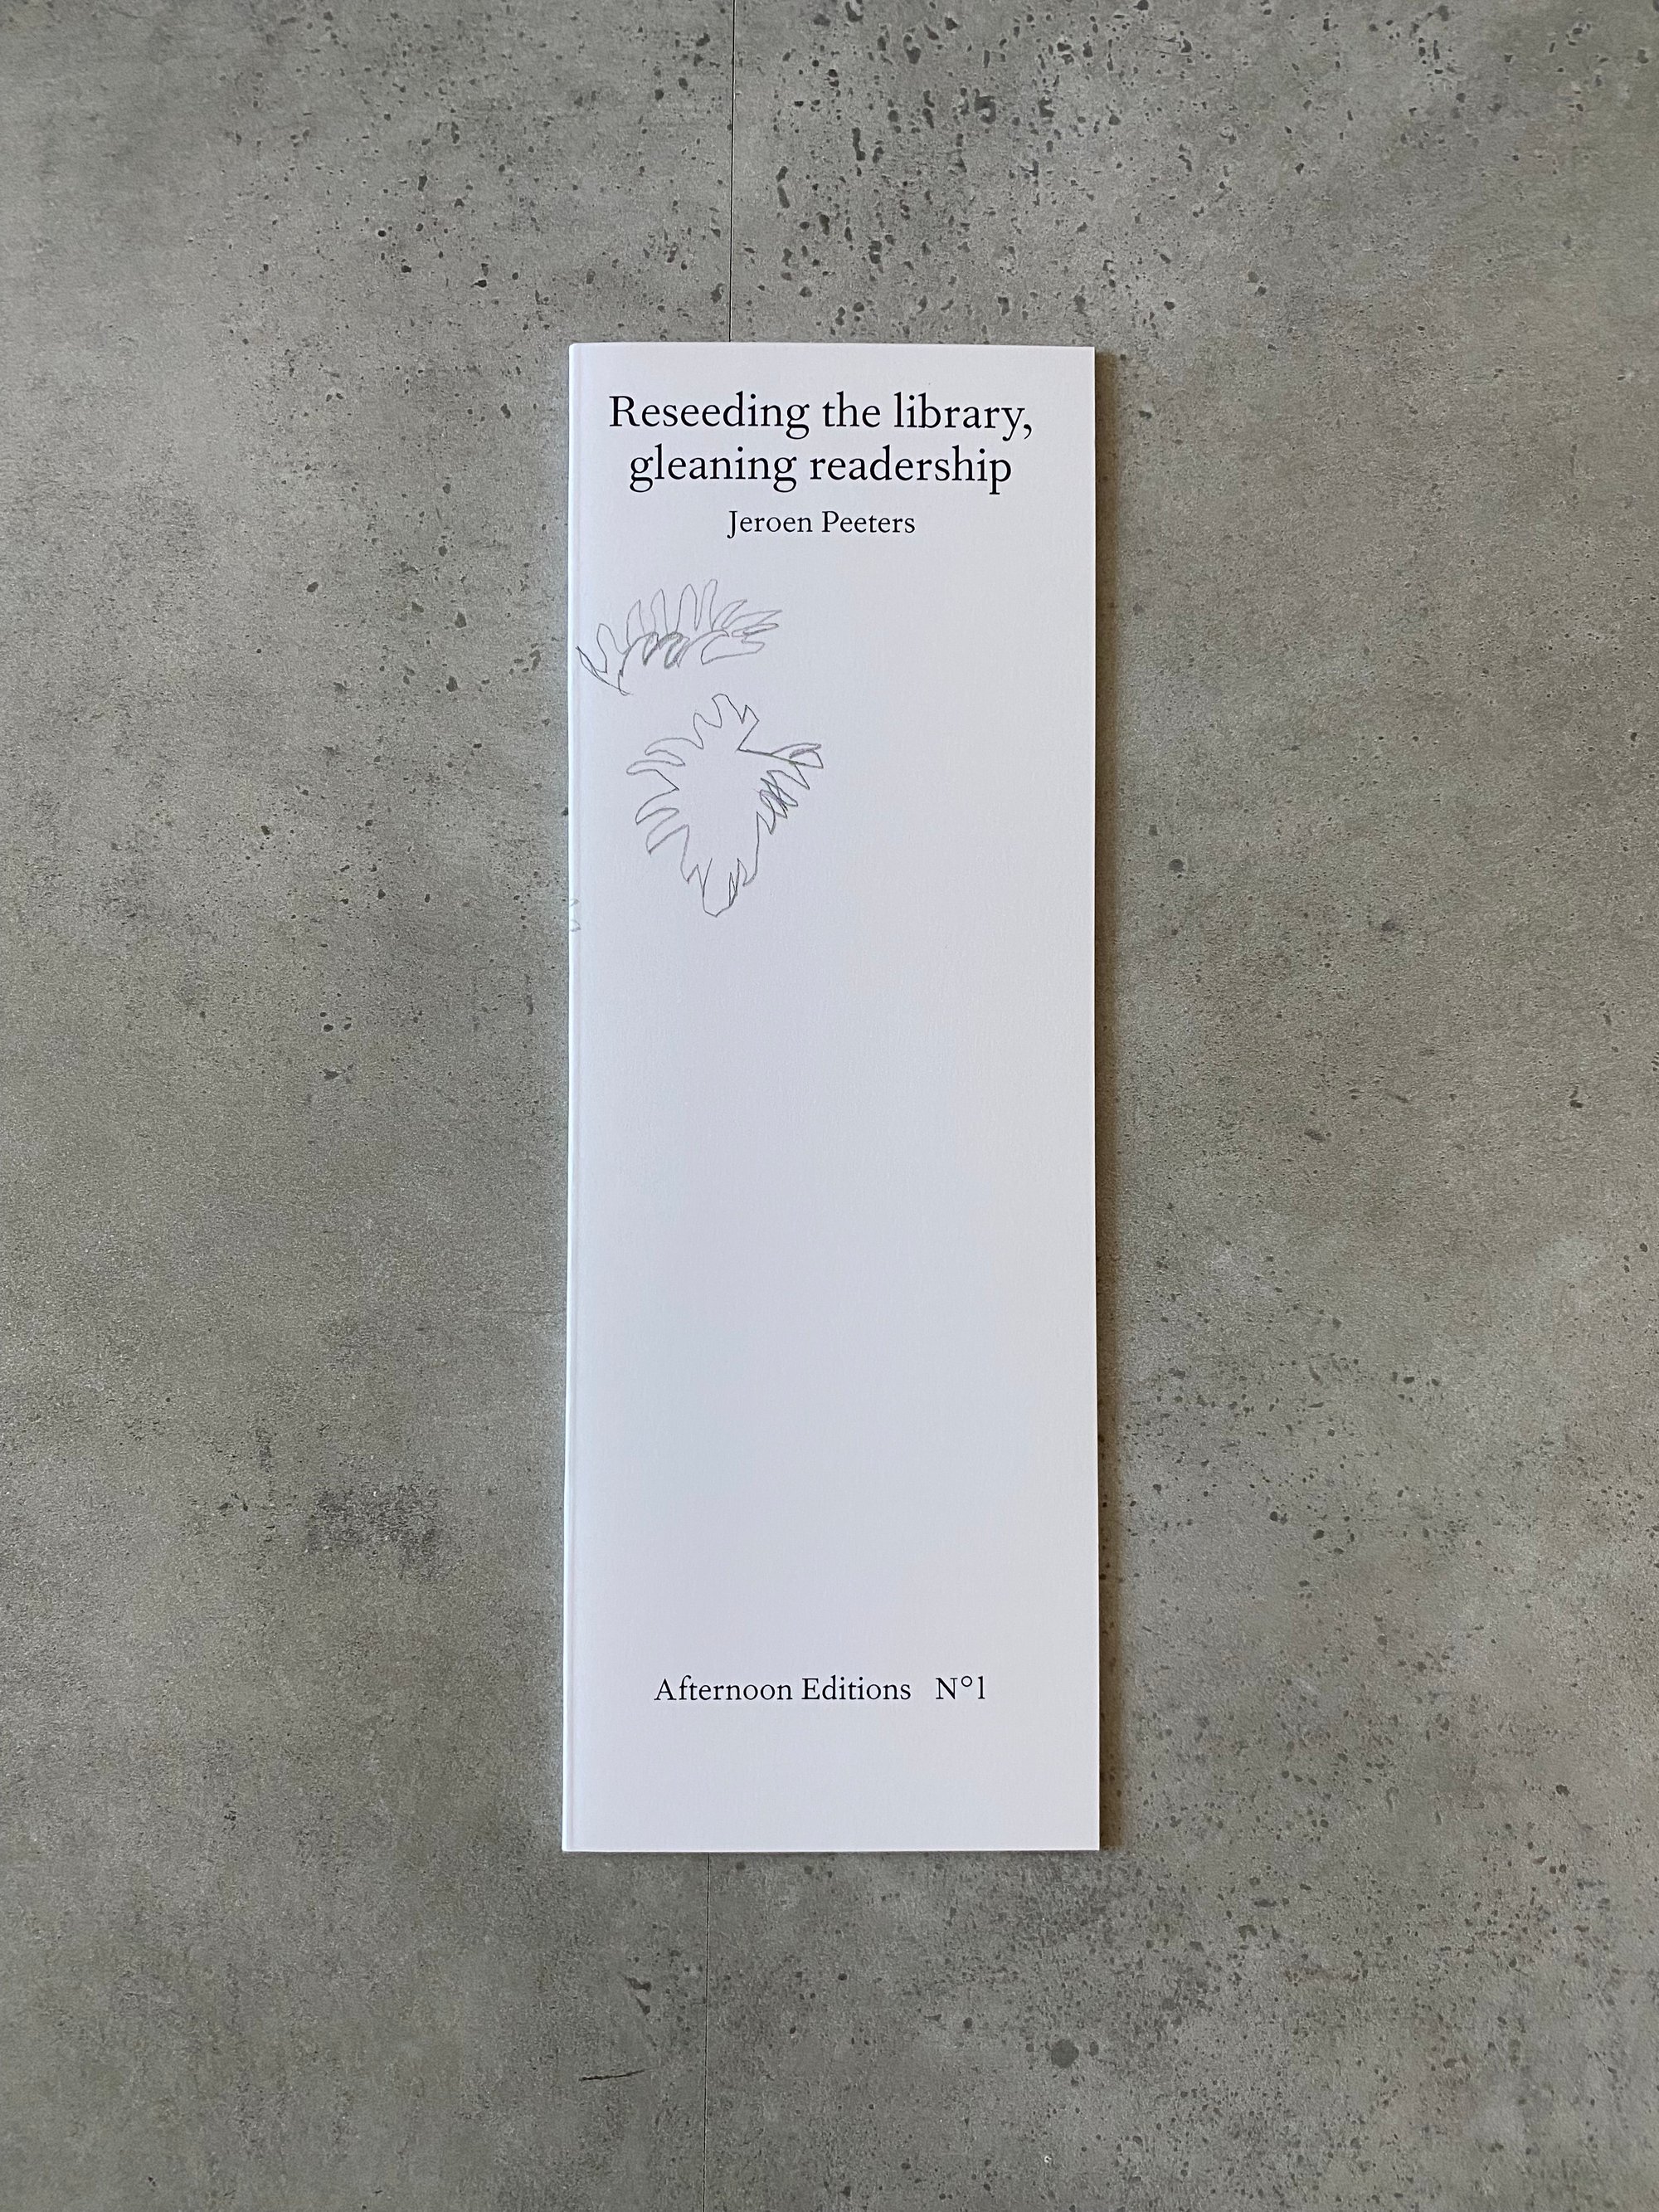 Reseeding the library,
gleaning readership
Jeroen Peeters
Afternoon Editions N°1